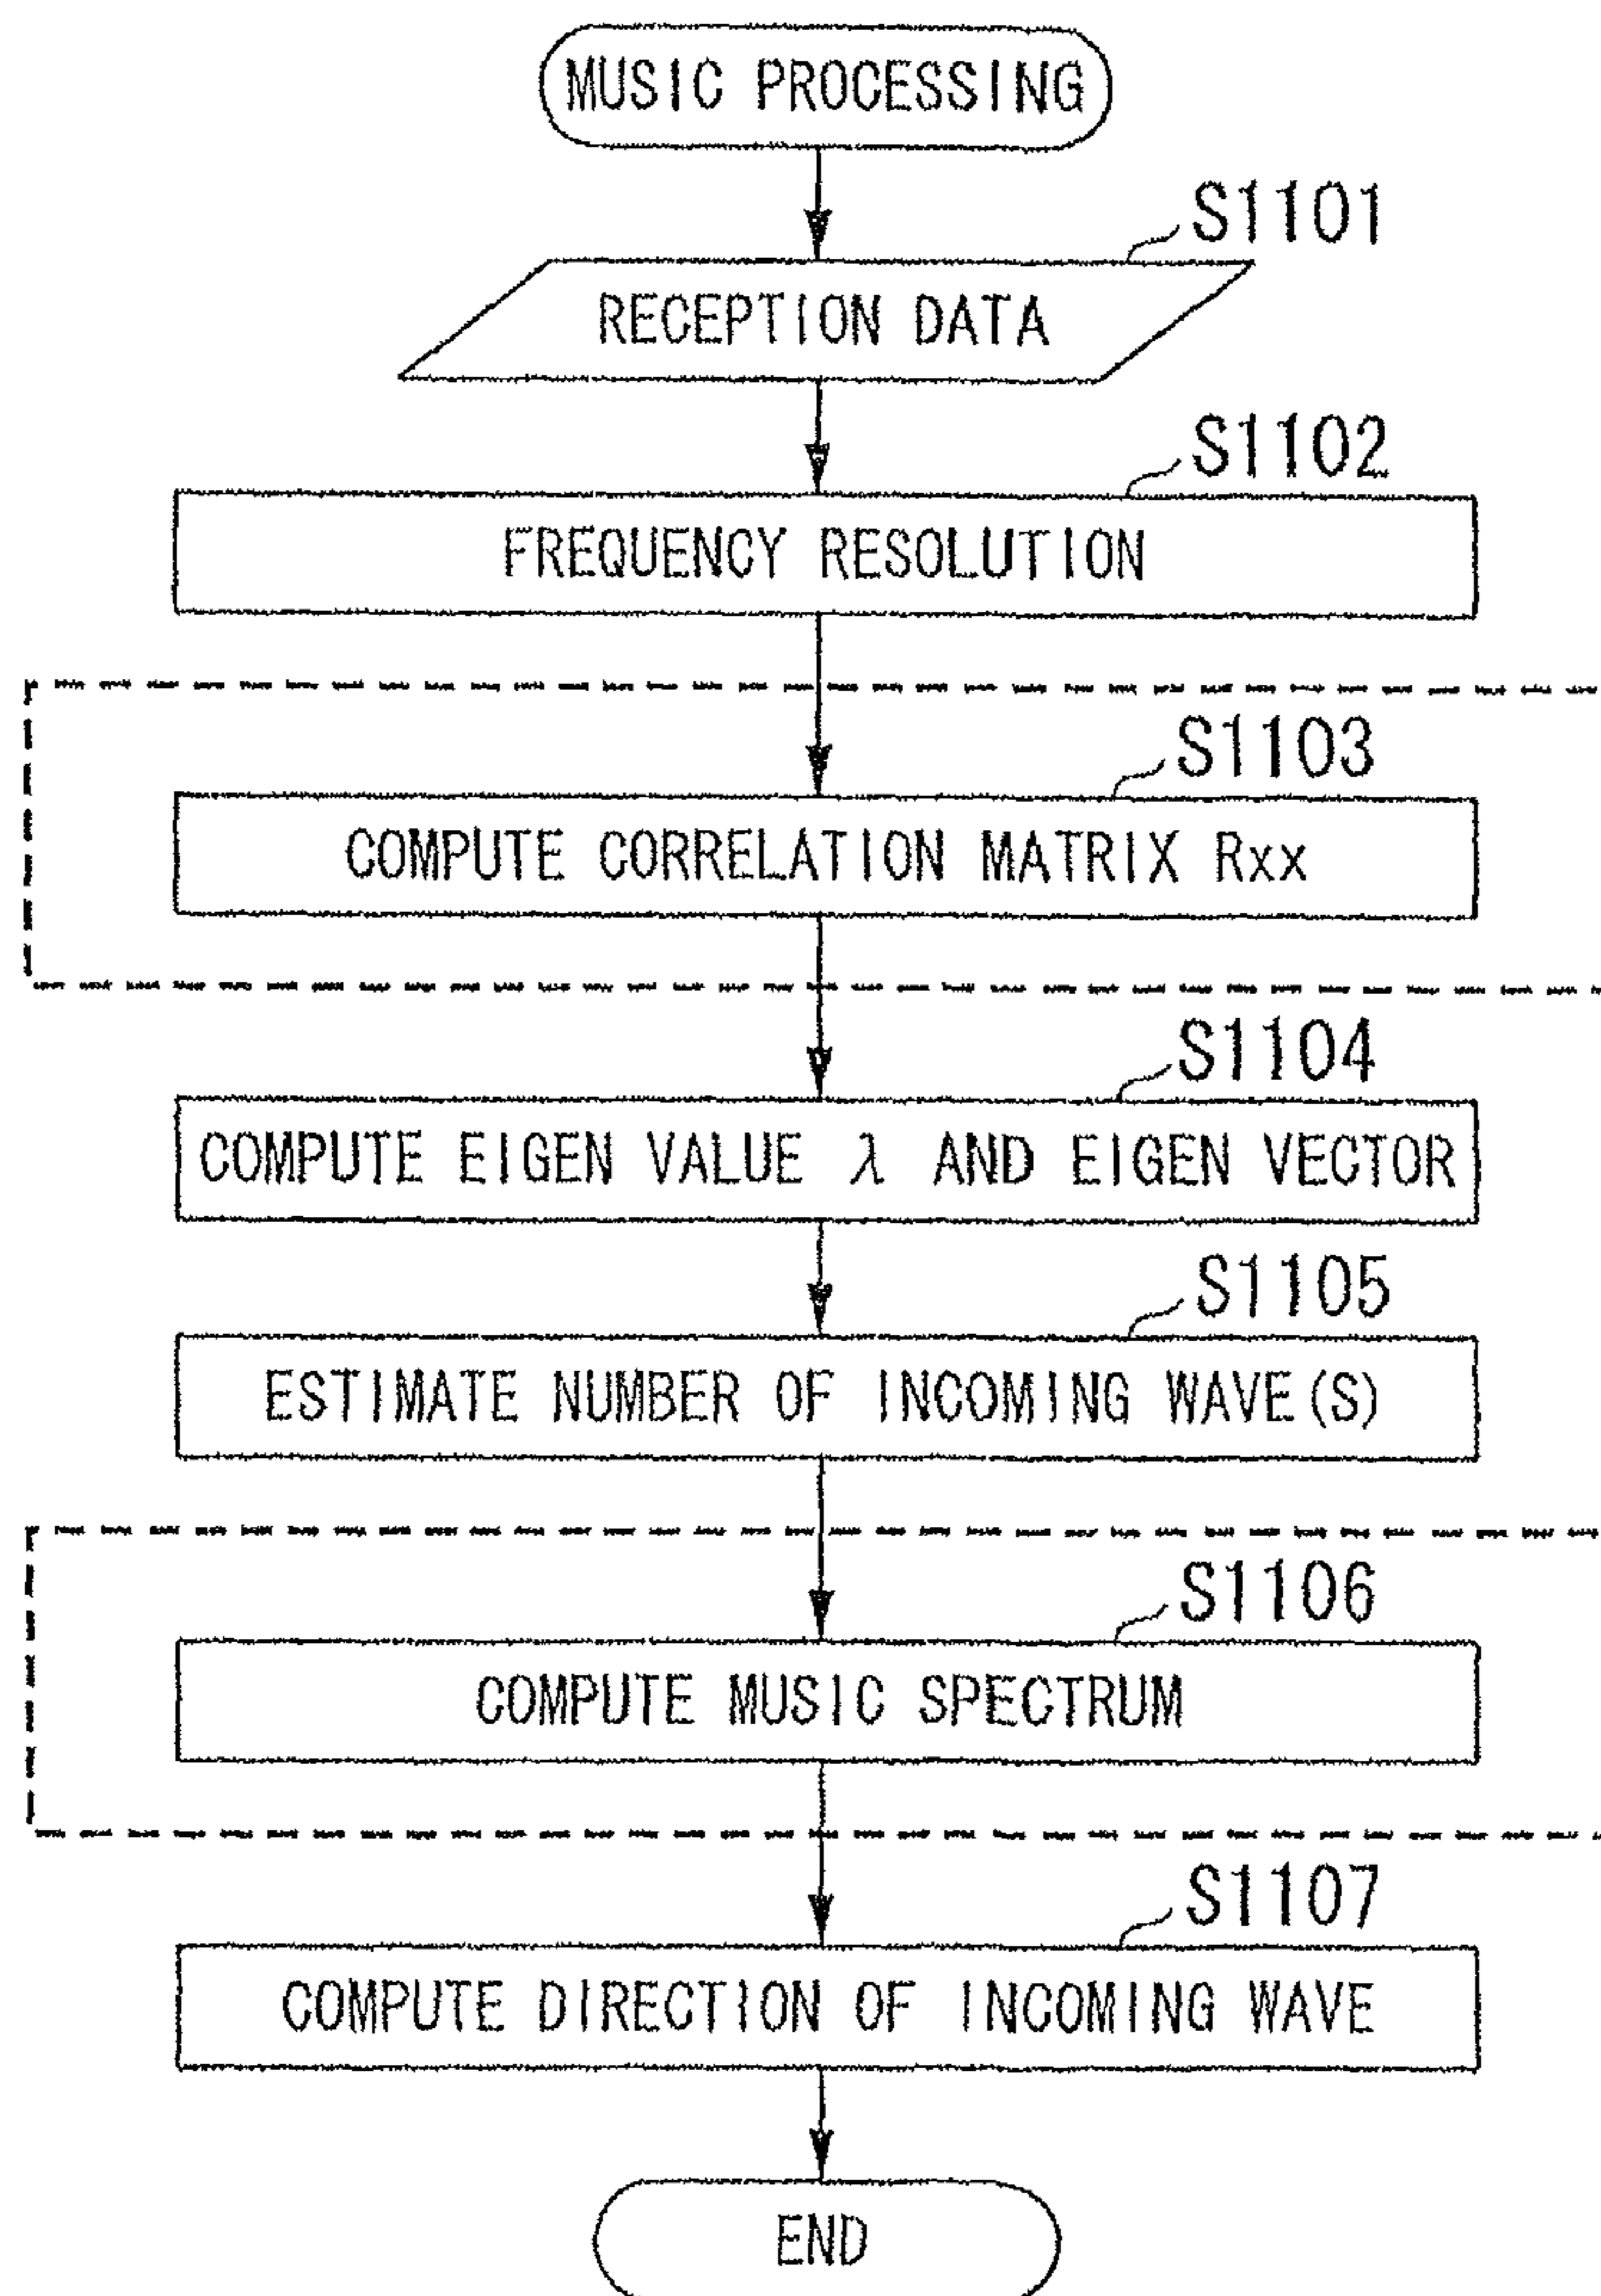 MUSIC PROCESSING
S1101
RECEPTION DATA
S1102
FREQUENCY RESOLUTION
S1103
COMPUTE CORRELATION MATRIX Rxx
S1104
COMPUTE EIGEN VALUE λ AND EIGEN VECTOR
S1105
ESTIMATE NUMBER OF INCOMING WAVE(S)
S1106
COMPUTE MUSIC SPECTRUM
S1107
COMPUTE DIRECTION OF INCOMING WAVE
END